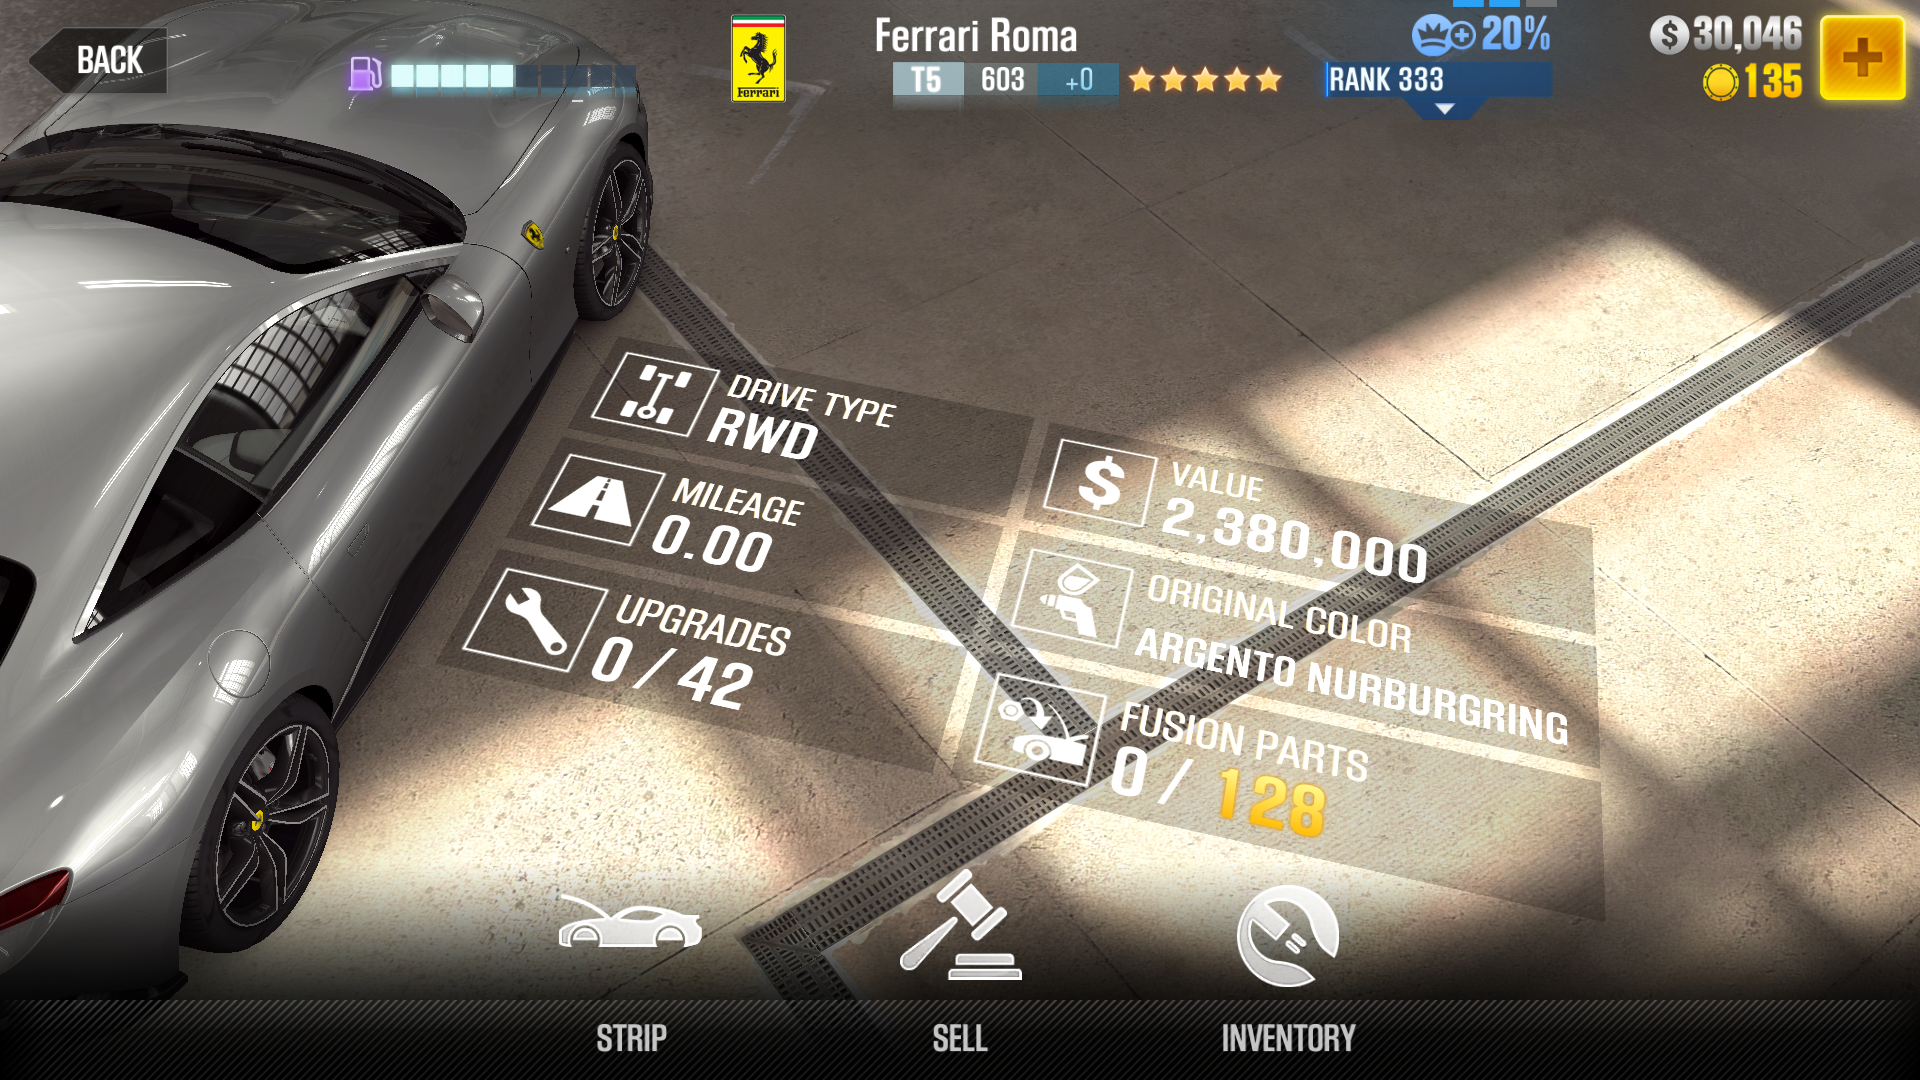 BACK
Ferrari
Ferrari Roma
T5 603 +0
20%
RANK 333
$ 30,046
135
DRIVE TYPE
RWD
MILEAGE
0.00
UPGRADES
0 / 42
$ VALUE
2,380,000
ORIGINAL COLOR
ARGENTO NURBURGRING
FUSION PARTS
0 / 128
STRIP
SELL
INVENTORY